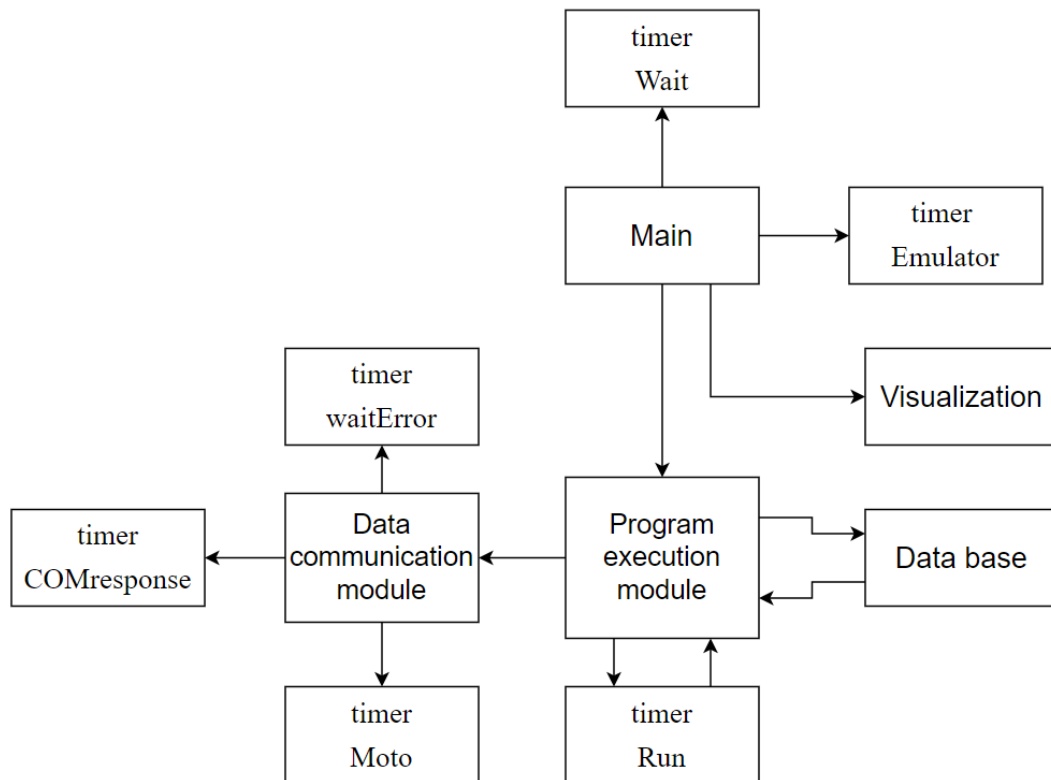 timer
Wait
Main
timer
Emulator
timer
waitError
Visualization
timer
COMresponse
Data
communication
module
Program
execution
module
Data base
timer
Moto
timer
Run